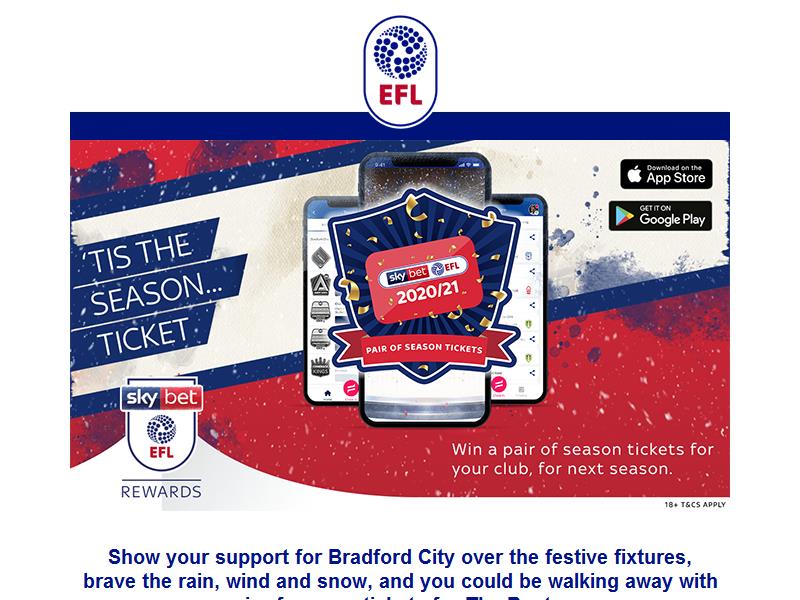 EFL
Download on the
App Store
GET IT ON
Google Play
'TIS THE
SEASON...
TICKET
9:41
sky bet EFL
2020/21
PAIR OF SEASON TICKETS
sky bet
EFL
REWARDS
Win a pair of season tickets for
your club, for next season.
18+ T&CS APPLY
Show your support for Bradford City over the festive fixtures,
brave the rain, wind and snow, and you could be walking away with